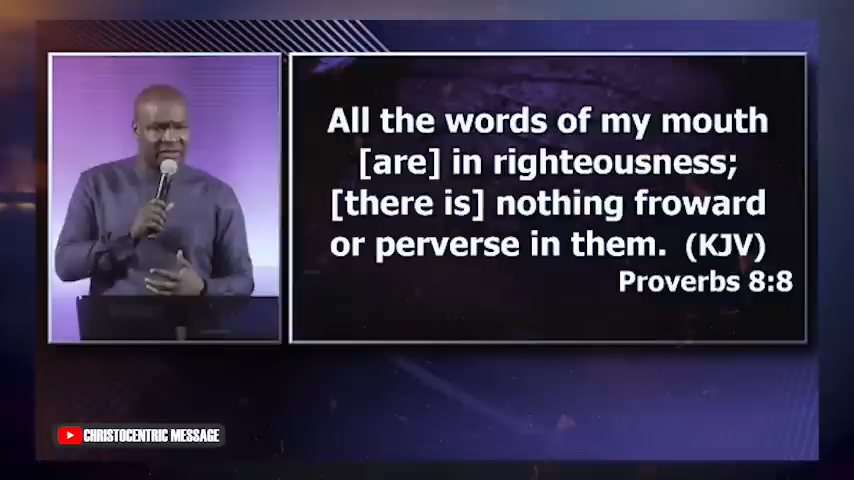 All the words of my mouth
[are] in righteousness;
[there is] nothing froward
or perverse in them. (KJV)
Proverbs 8:8
CHRISTOCENTRIC MESSAGE